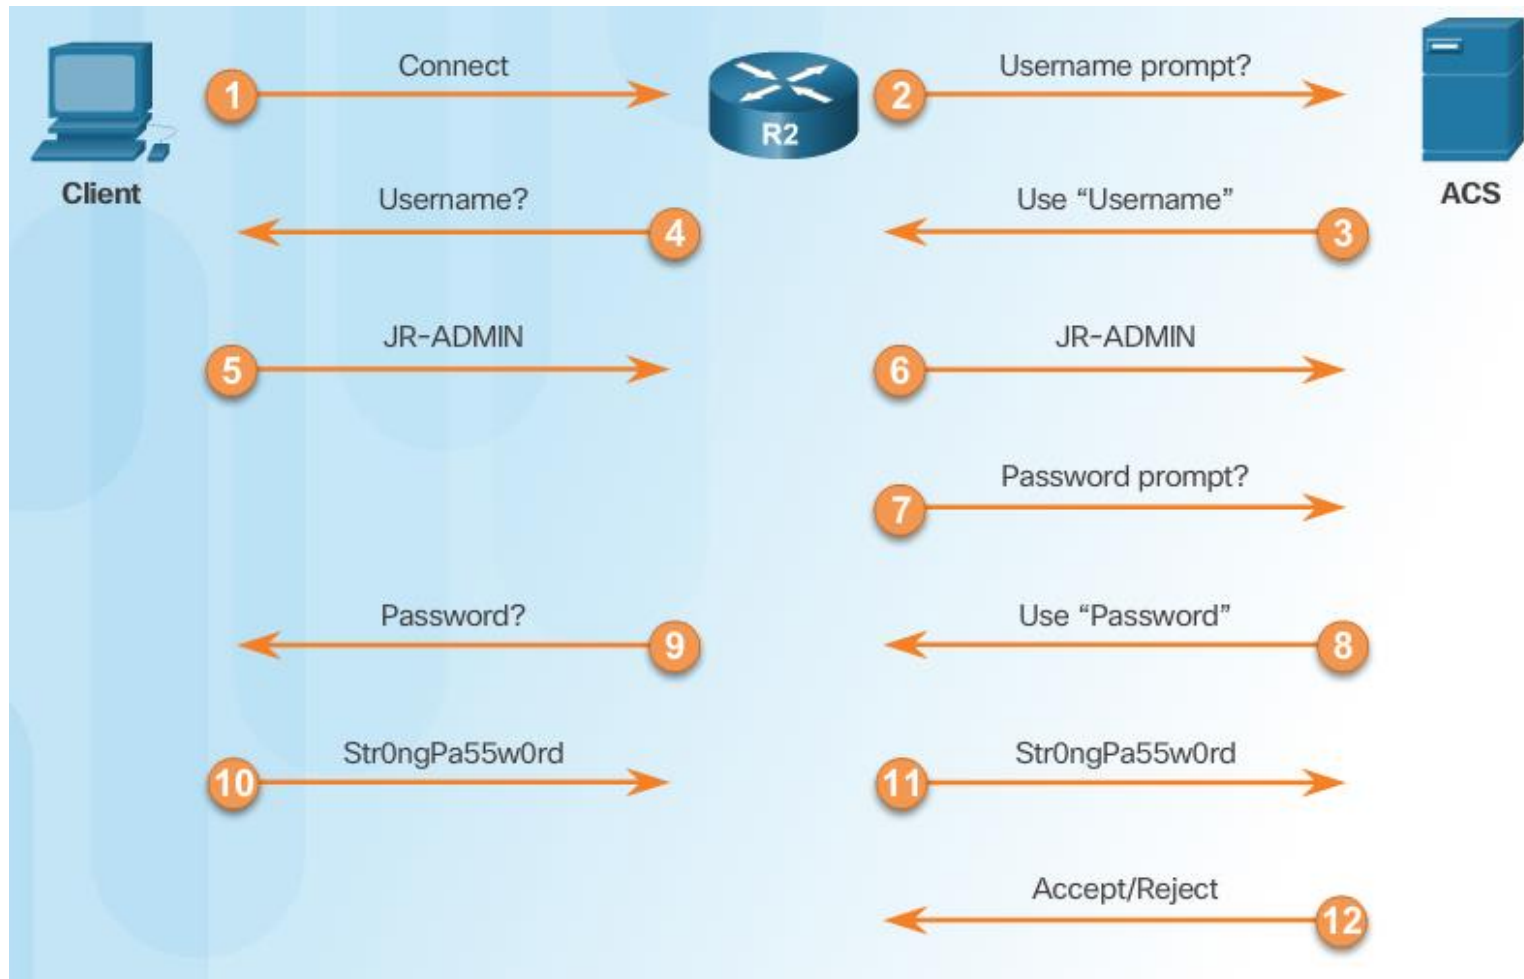 1
Connect
2
Username prompt?
R2
Client
ACS
Username?
4
Use “Username”
3
5
JR-ADMIN
6
JR-ADMIN
7
Password prompt?
Password?
9
Use “Password”
8
10
Str0ngPa55w0rd
11
Str0ngPa55w0rd
Accept/Reject
12